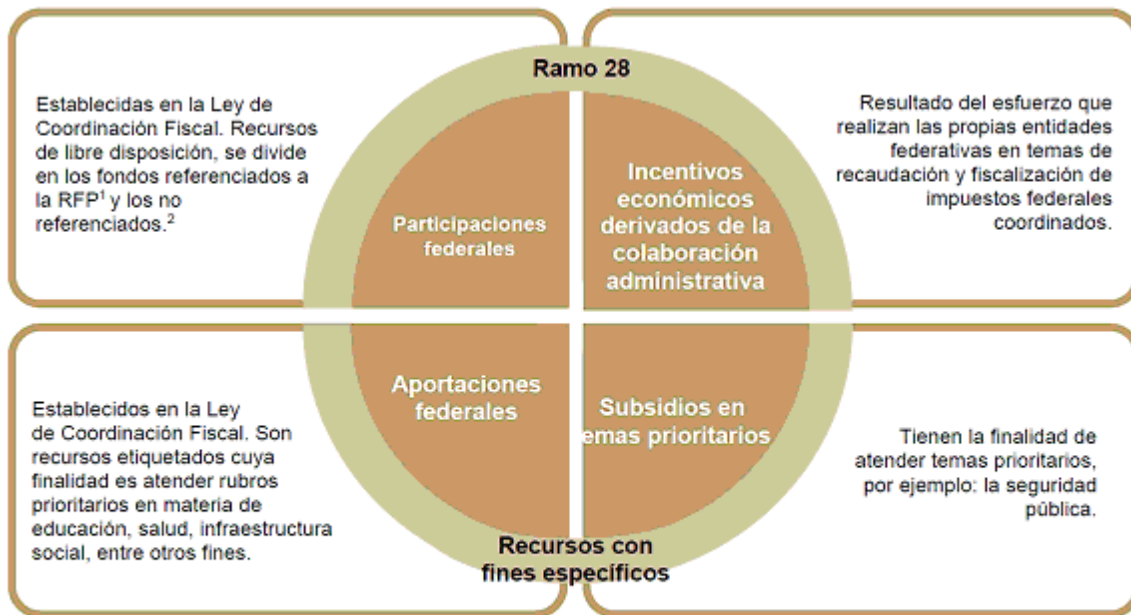 Ramo 28
Establecidas en la Ley de
Coordinación Fiscal. Recursos
de libre disposición, se divide
en los fondos referenciados a
la RFP¹ y los no
referenciados.²
Participaciones
federales
Incentivos
económicos
derivados de la
colaboración
administrativa
Resultado del esfuerzo que
realizan las propias entidades
federativas en temas de
recaudación y fiscalización de
impuestos federales
coordinados.
Establecidos en la Ley
de Coordinación Fiscal. Son
recursos etiquetados cuya
finalidad es atender rubros
prioritarios en materia de
educación, salud, infraestructura
social, entre otros fines.
Aportaciones
federales
Subsidios en
emas prioritarios
Tienen la finalidad de
atender temas prioritarios,
por ejemplo: la seguridad
pública.
Recursos con
fines específicos